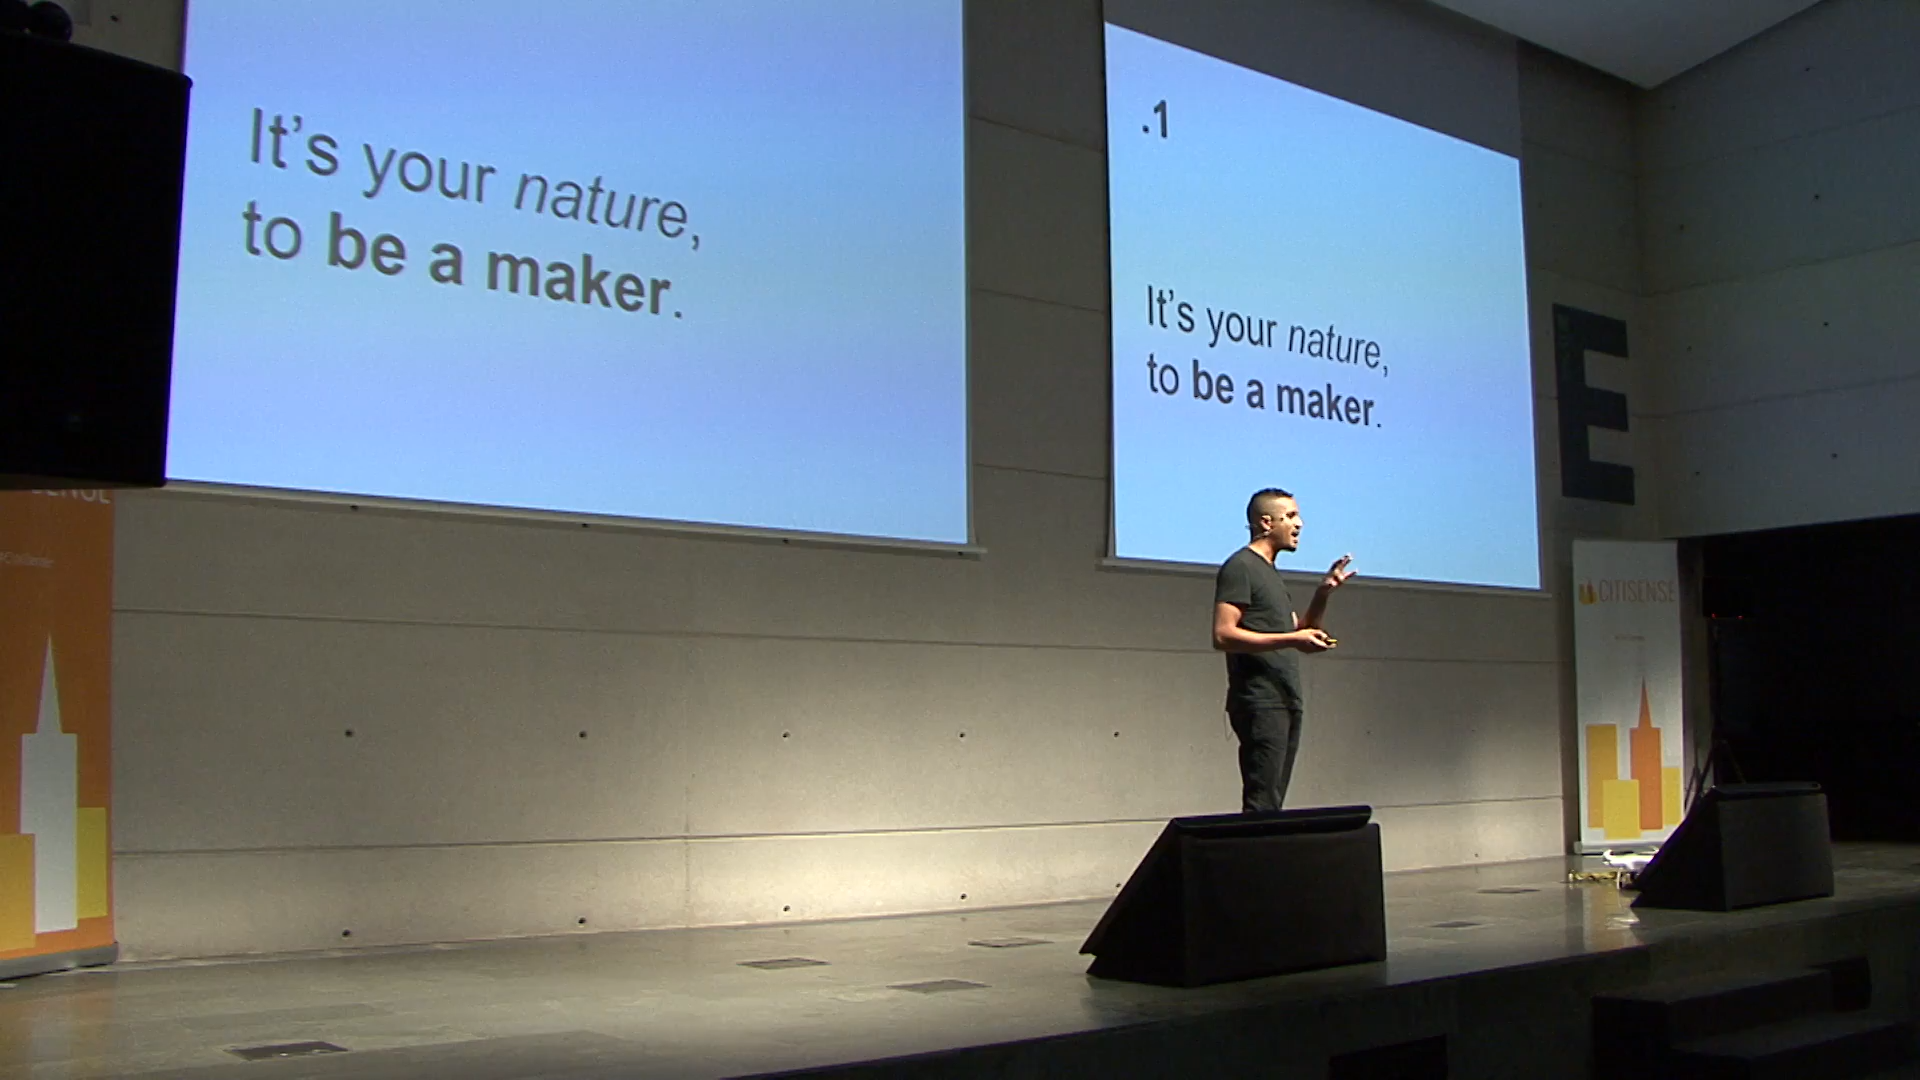 It's your nature,
to be a maker.
.1
It's your nature,
to be a maker.
E
CITISENSE